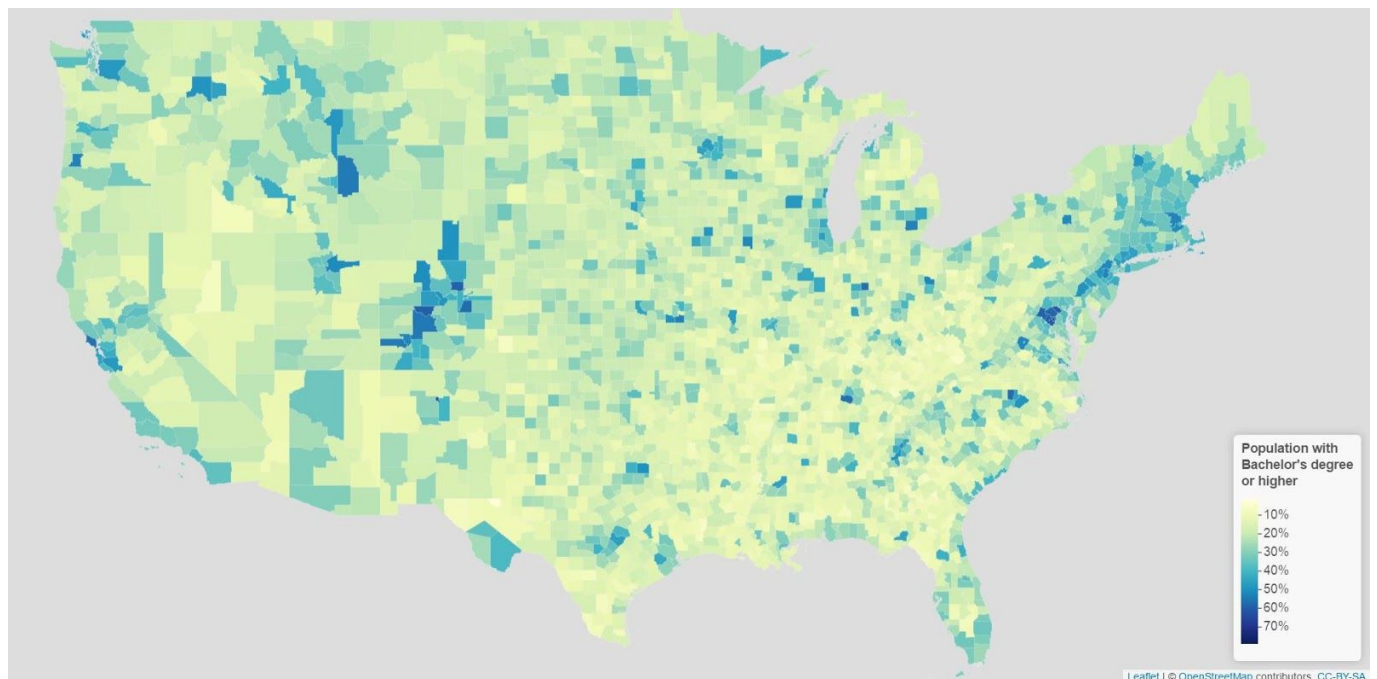 Population with
Bachelor's degree
or higher
10%
20%
30%
40%
50%
60%
70%
Leaflet | © OpenStreetMap contributors, CC-BY-SA